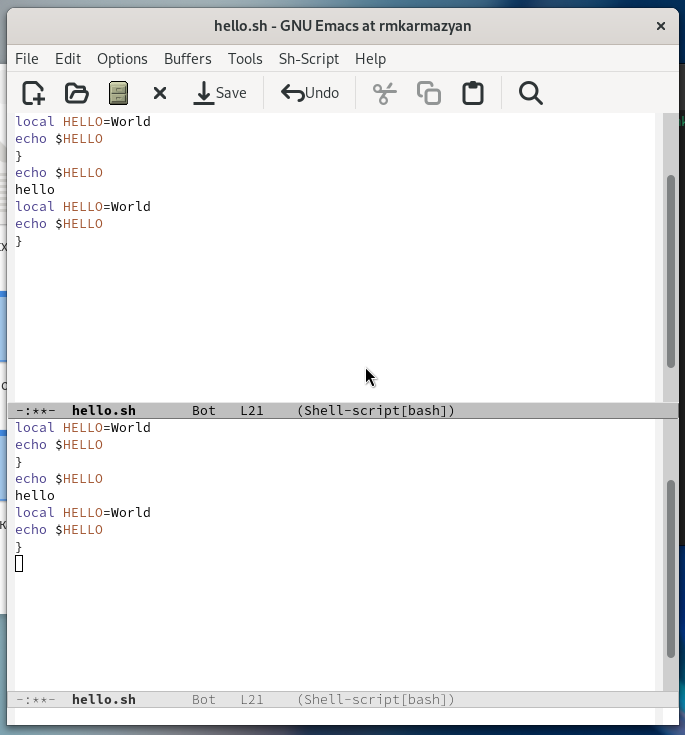 hello.sh - GNU Emacs at rmkarmazyan
File Edit Options Buffers Tools Sh-Script Help
Save Undo
local HELLO=World
echo $HELLO
}
echo $HELLO
hello
local HELLO=World
echo $HELLO
}
-:**- hello.sh Bot L21 (Shell-script[bash])
local HELLO=World
echo $HELLO
}
echo $HELLO
hello
local HELLO=World
echo $HELLO
}
-:**- hello.sh Bot L21 (Shell-script[bash])